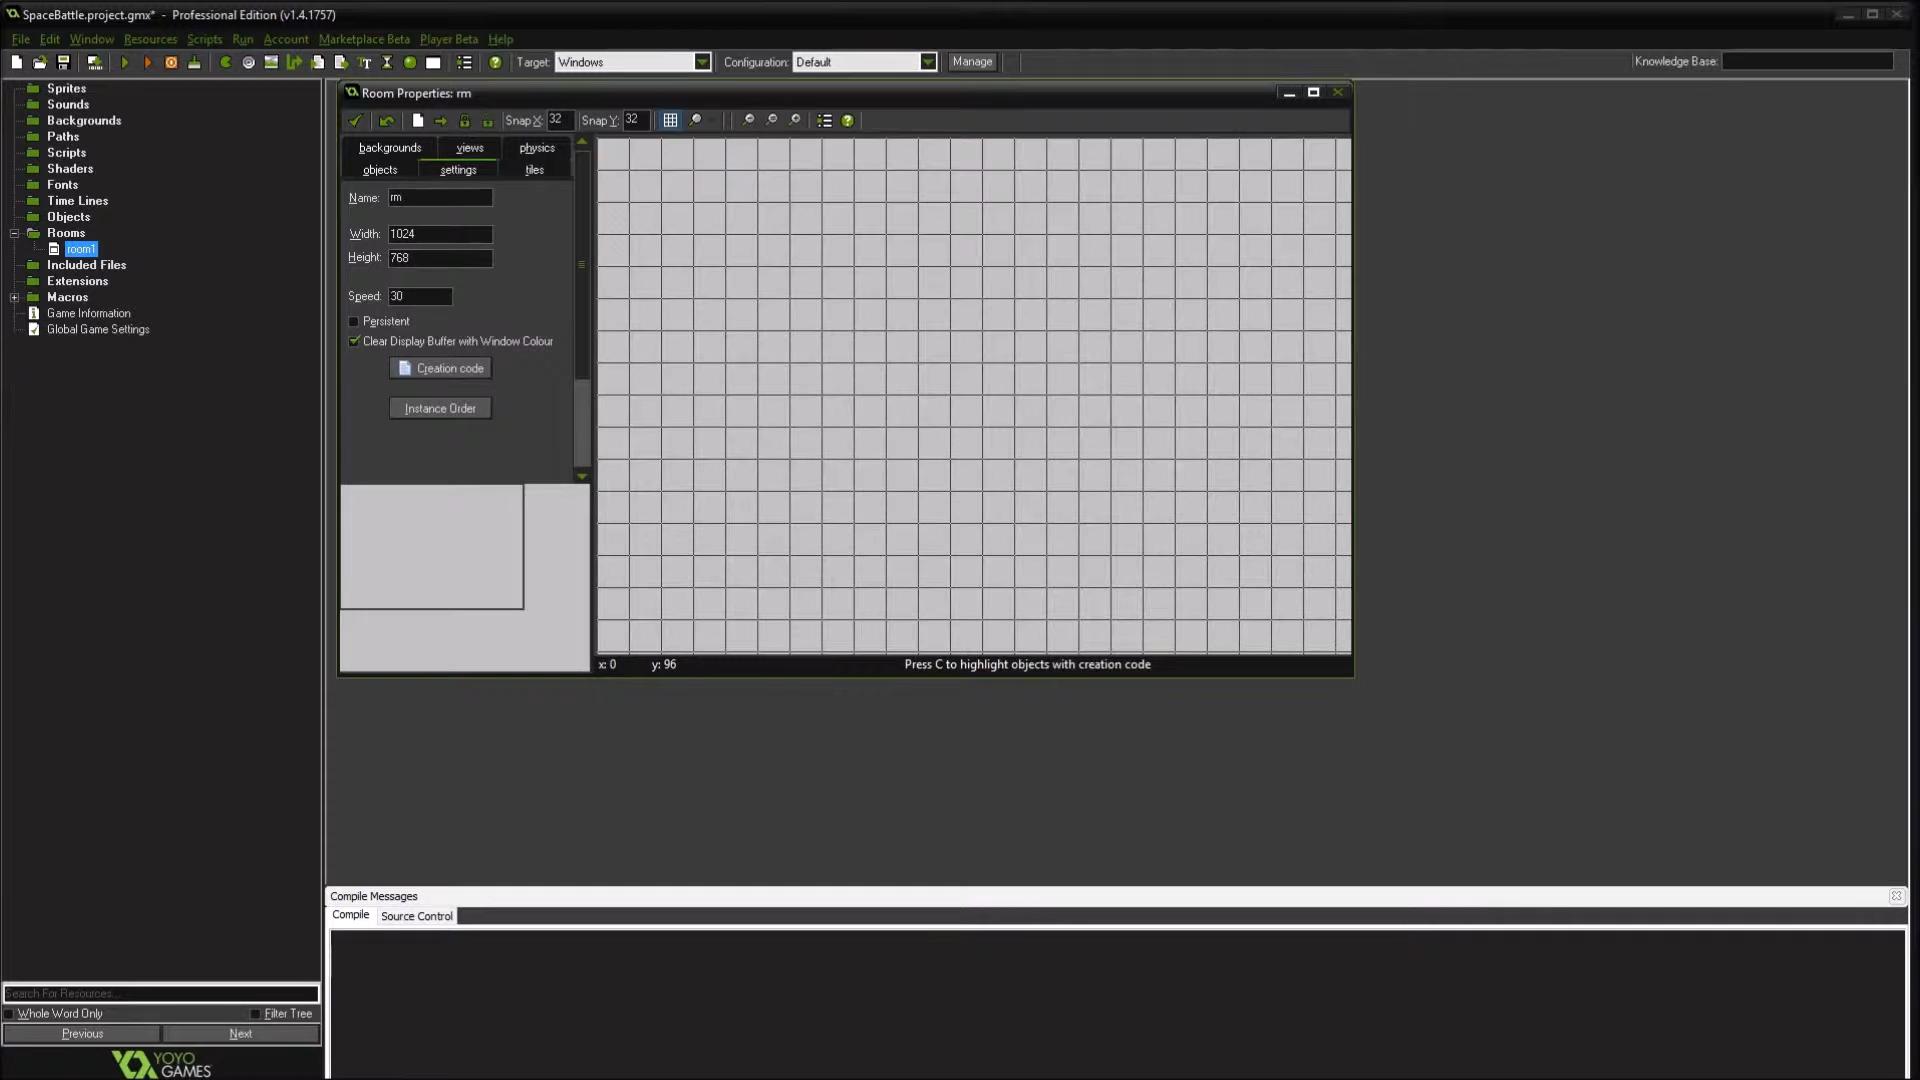 SpaceBattle.project.gmx* - Professional Edition (v1.4.1757)
File Edit Window Resources Scripts Run Account Marketplace Beta Player Beta Help
Target: Windows Configuration: Default Manage Knowledge Base:
Sprites
Sounds
Backgrounds
Paths
Scripts
Shaders
Fonts
Time Lines
Objects
Rooms
room1
Included Files
Extensions
Macros
Game Information
Global Game Settings
Room Properties: rm
Snap X: 32 Snap Y: 32
backgrounds views physics
objects settings tiles
Name: rm
Width: 1024
Height: 768
Speed: 30
Persistent
Clear Display Buffer with Window Colour
Creation code
Instance Order
x: 0 y: 96 Press C to highlight objects with creation code
Compile Messages
Compile Source Control
Search For Resources...
Whole Word Only Filter Tree
Previous Next
YOYO
GAMES